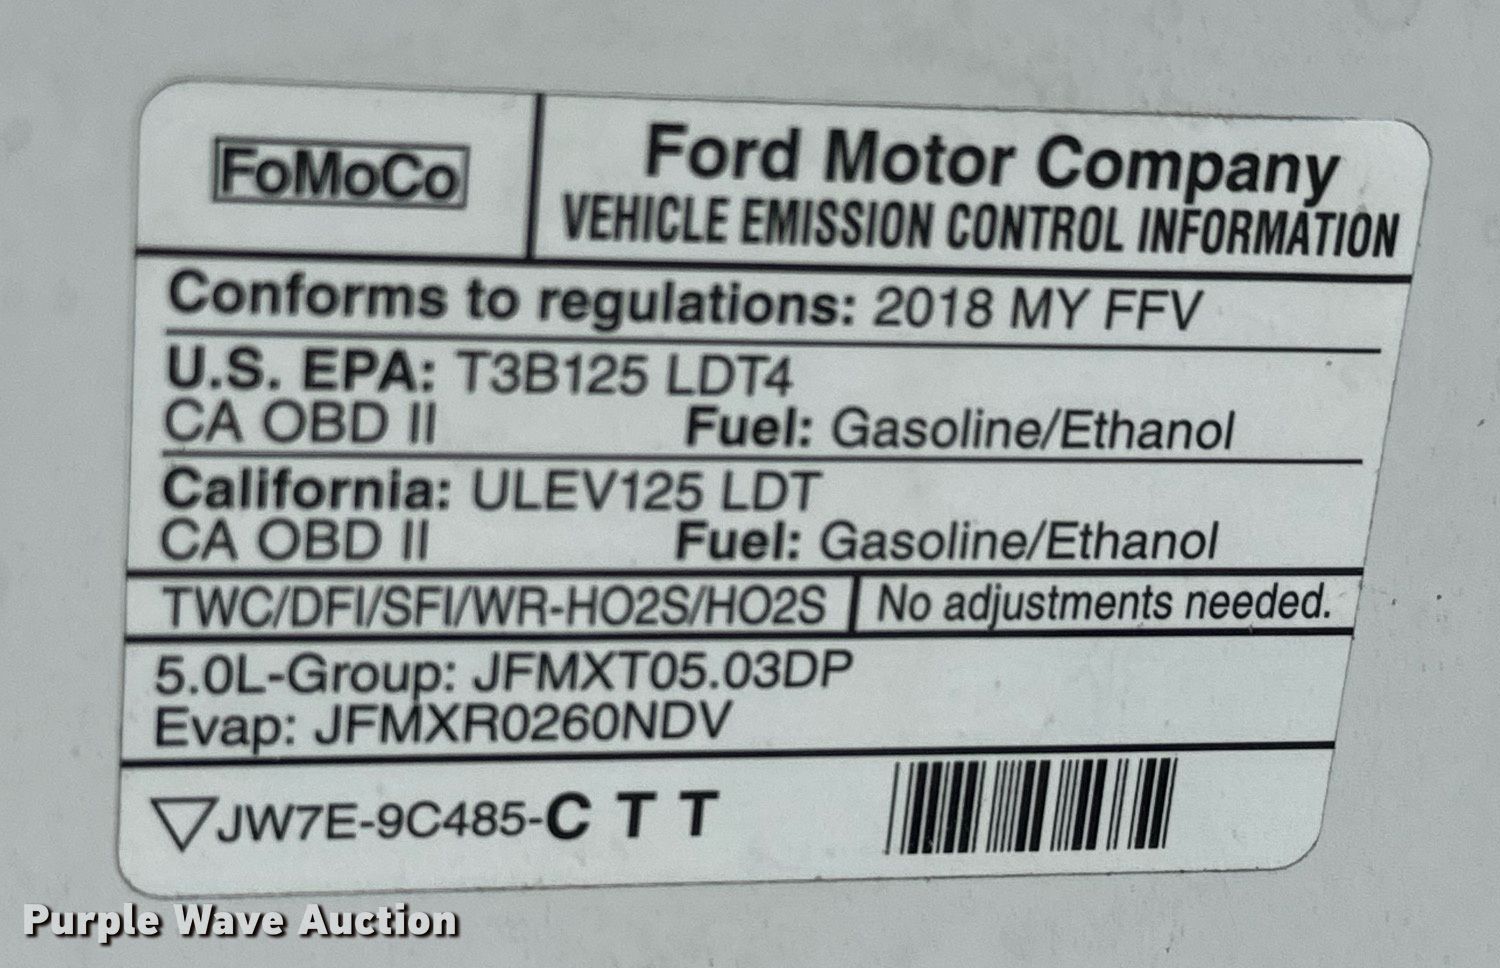 FoMoCo
Ford Motor Company
VEHICLE EMISSION CONTROL INFORMATION
Conforms to regulations: 2018 MY FFV
U.S. EPA: T3B125 LDT4
CA OBD II Fuel: Gasoline/Ethanol
California: ULEV125 LDT
CA OBD II Fuel: Gasoline/Ethanol
TWC/DFI/SFI/WR-HO2S/HO2S No adjustments needed.
5.0L-Group: JFMXT05.03DP
Evap: JFMXR0260NDV
JW7E-9C485-C T T
Purple Wave Auction